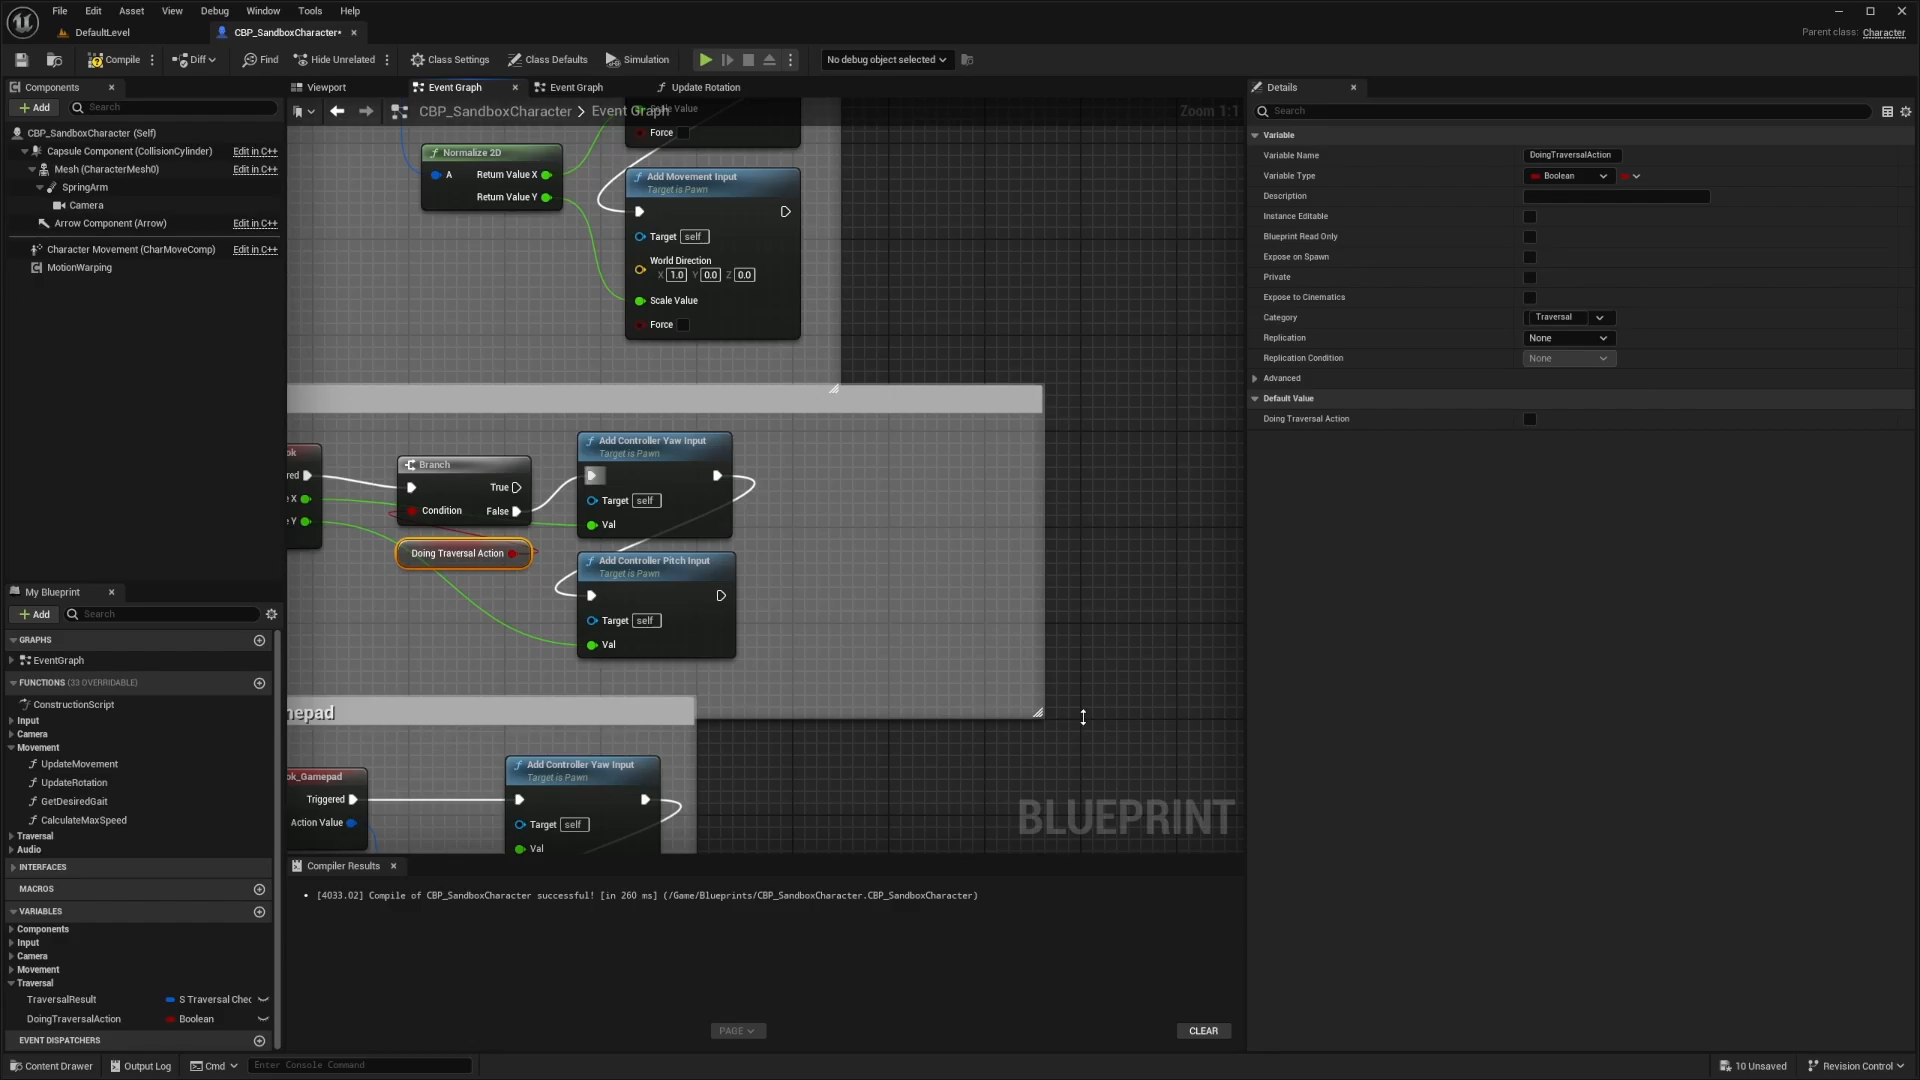 File Edit Asset View Debug Window Tools Help
DefaultLevel
CBP_SandboxCharacter*
Parent class: Character
Compile
Diff
Find
Hide Unrelated
Class Settings
Class Defaults
Simulation
No debug object selected
Components
Add
Search
CBP_SandboxCharacter (Self)
Capsule Component (CollisionCylinder) Edit in C++
Mesh (CharacterMesh0) Edit in C++
SpringArm
Camera
Arrow Component (Arrow) Edit in C++
Character Movement (CharMoveComp) Edit in C++
MotionWarping
My Blueprint
Add
Search
GRAPHS
EventGraph
FUNCTIONS (33 OVERRIDABLE)
ConstructionScript
Input
Camera
Movement
UpdateMovement
UpdateRotation
GetDesiredGait
CalculateMaxSpeed
Traversal
Audio
INTERFACES
MACROS
VARIABLES
Components
Input
Camera
Movement
Traversal
TraversalResult S Traversal Chec
DoingTraversalAction Boolean
EVENT DISPATCHERS
Viewport
Event Graph
Event Graph
Update Rotation
CBP_SandboxCharacter > Event Graph
Zoom 1:1
Scale Value
Force
Normalize 2D
A Return Value X
Return Value Y
Add Movement Input
Target is Pawn
Target self
World Direction
X 1.0 Y 0.0 Z 0.0
Scale Value
Force
ok
red
e X
e Y
Branch
True
Condition False
Doing Traversal Action
Add Controller Yaw Input
Target is Pawn
Target self
Val
Add Controller Pitch Input
Target is Pawn
Target self
Val
nepad
ok_Gamepad
Triggered
Action Value
Add Controller Yaw Input
Target is Pawn
Target self
Val
BLUEPRINT
Compiler Results
[4033.02] Compile of CBP_SandboxCharacter successful! [in 260 ms] (/Game/Blueprints/CBP_SandboxCharacter.CBP_SandboxCharacter)
PAGE
CLEAR
Details
Search
Variable
Variable Name DoingTraversalAction
Variable Type Boolean
Description
Instance Editable
Blueprint Read Only
Expose on Spawn
Private
Expose to Cinematics
Category Traversal
Replication None
Replication Condition None
Advanced
Default Value
Doing Traversal Action
Content Drawer
Output Log
Cmd
Enter Console Command
10 Unsaved
Revision Control